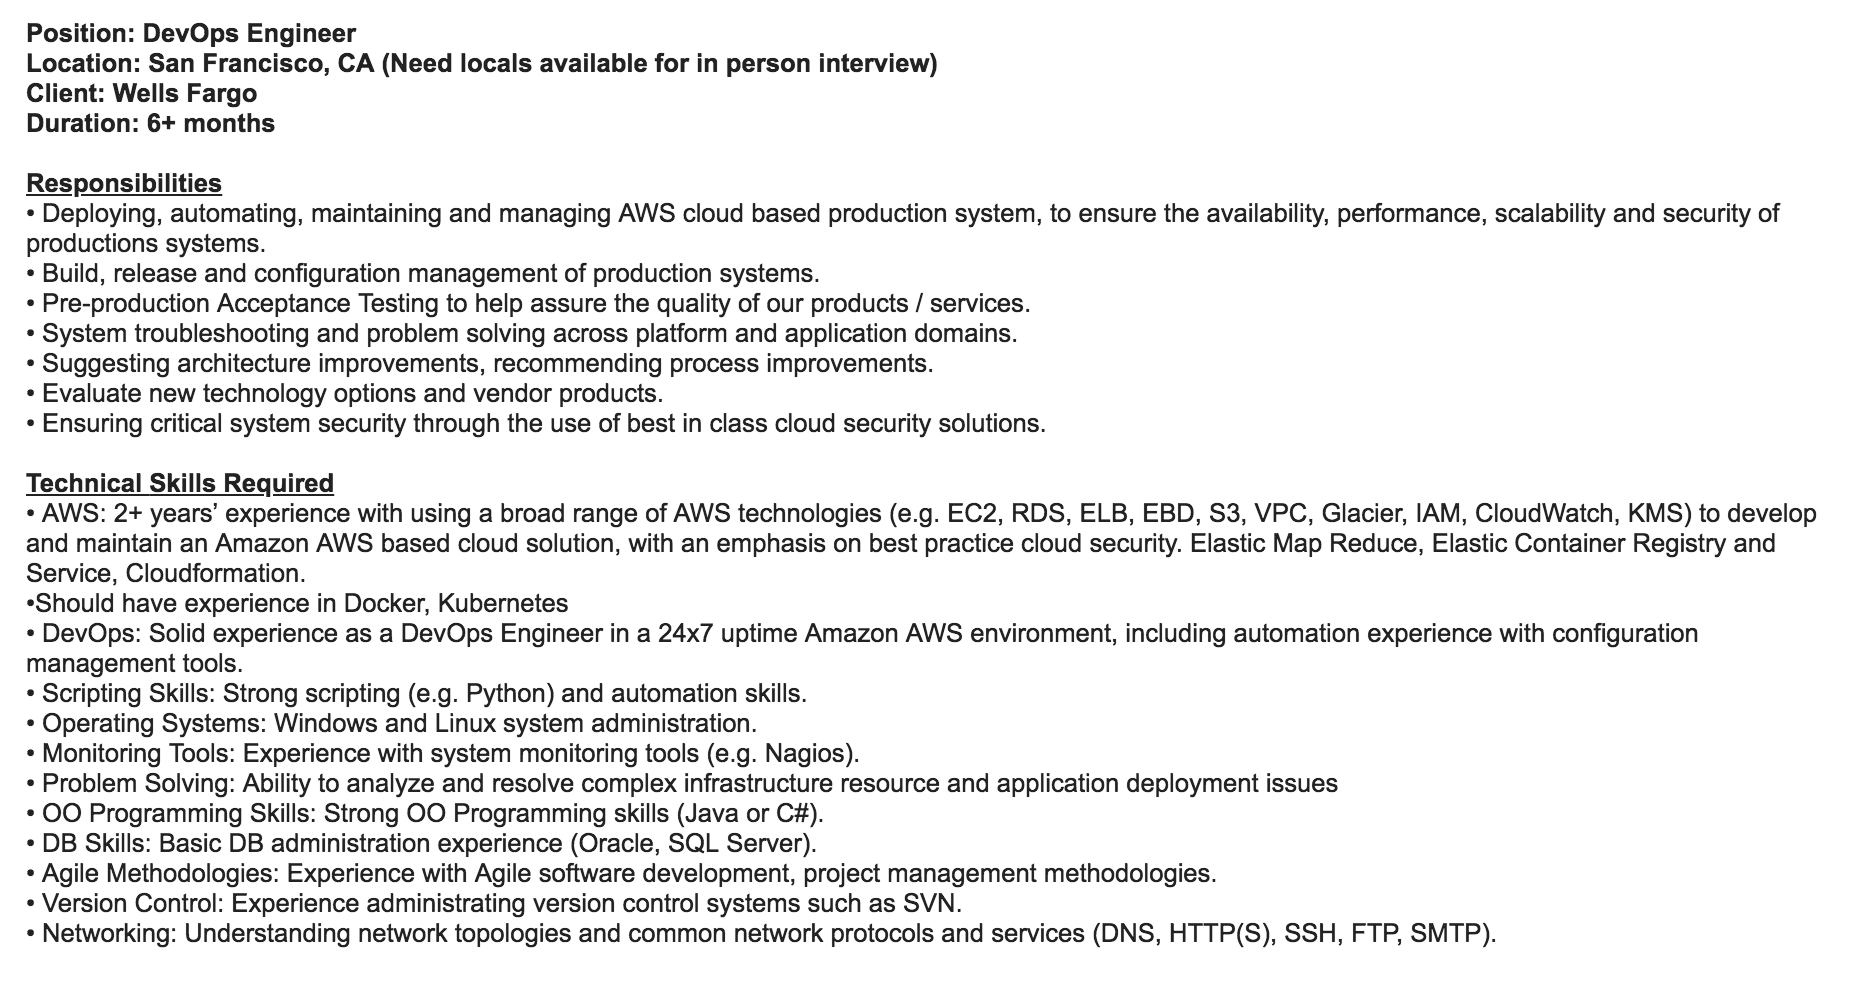 Position: DevOps Engineer
Location: San Francisco, CA (Need locals available for in person interview)
Client: Wells Fargo
Duration: 6+ months
Responsibilities
• Deploying, automating, maintaining and managing AWS cloud based production system, to ensure the availability, performance, scalability and security of
productions systems.
• Build, release and configuration management of production systems.
• Pre-production Acceptance Testing to help assure the quality of our products / services.
• System troubleshooting and problem solving across platform and application domains.
• Suggesting architecture improvements, recommending process improvements.
• Evaluate new technology options and vendor products.
• Ensuring critical system security through the use of best in class cloud security solutions.
Technical Skills Required
• AWS: 2+ years’ experience with using a broad range of AWS technologies (e.g. EC2, RDS, ELB, EBD, S3, VPC, Glacier, IAM, CloudWatch, KMS) to develop
and maintain an Amazon AWS based cloud solution, with an emphasis on best practice cloud security. Elastic Map Reduce, Elastic Container Registry and
Service, Cloudformation.
•Should have experience in Docker, Kubernetes
• DevOps: Solid experience as a DevOps Engineer in a 24x7 uptime Amazon AWS environment, including automation experience with configuration
management tools.
• Scripting Skills: Strong scripting (e.g. Python) and automation skills.
• Operating Systems: Windows and Linux system administration.
• Monitoring Tools: Experience with system monitoring tools (e.g. Nagios).
• Problem Solving: Ability to analyze and resolve complex infrastructure resource and application deployment issues
• OO Programming Skills: Strong OO Programming skills (Java or C#).
• DB Skills: Basic DB administration experience (Oracle, SQL Server).
• Agile Methodologies: Experience with Agile software development, project management methodologies.
• Version Control: Experience administrating version control systems such as SVN.
• Networking: Understanding network topologies and common network protocols and services (DNS, HTTP(S), SSH, FTP, SMTP).